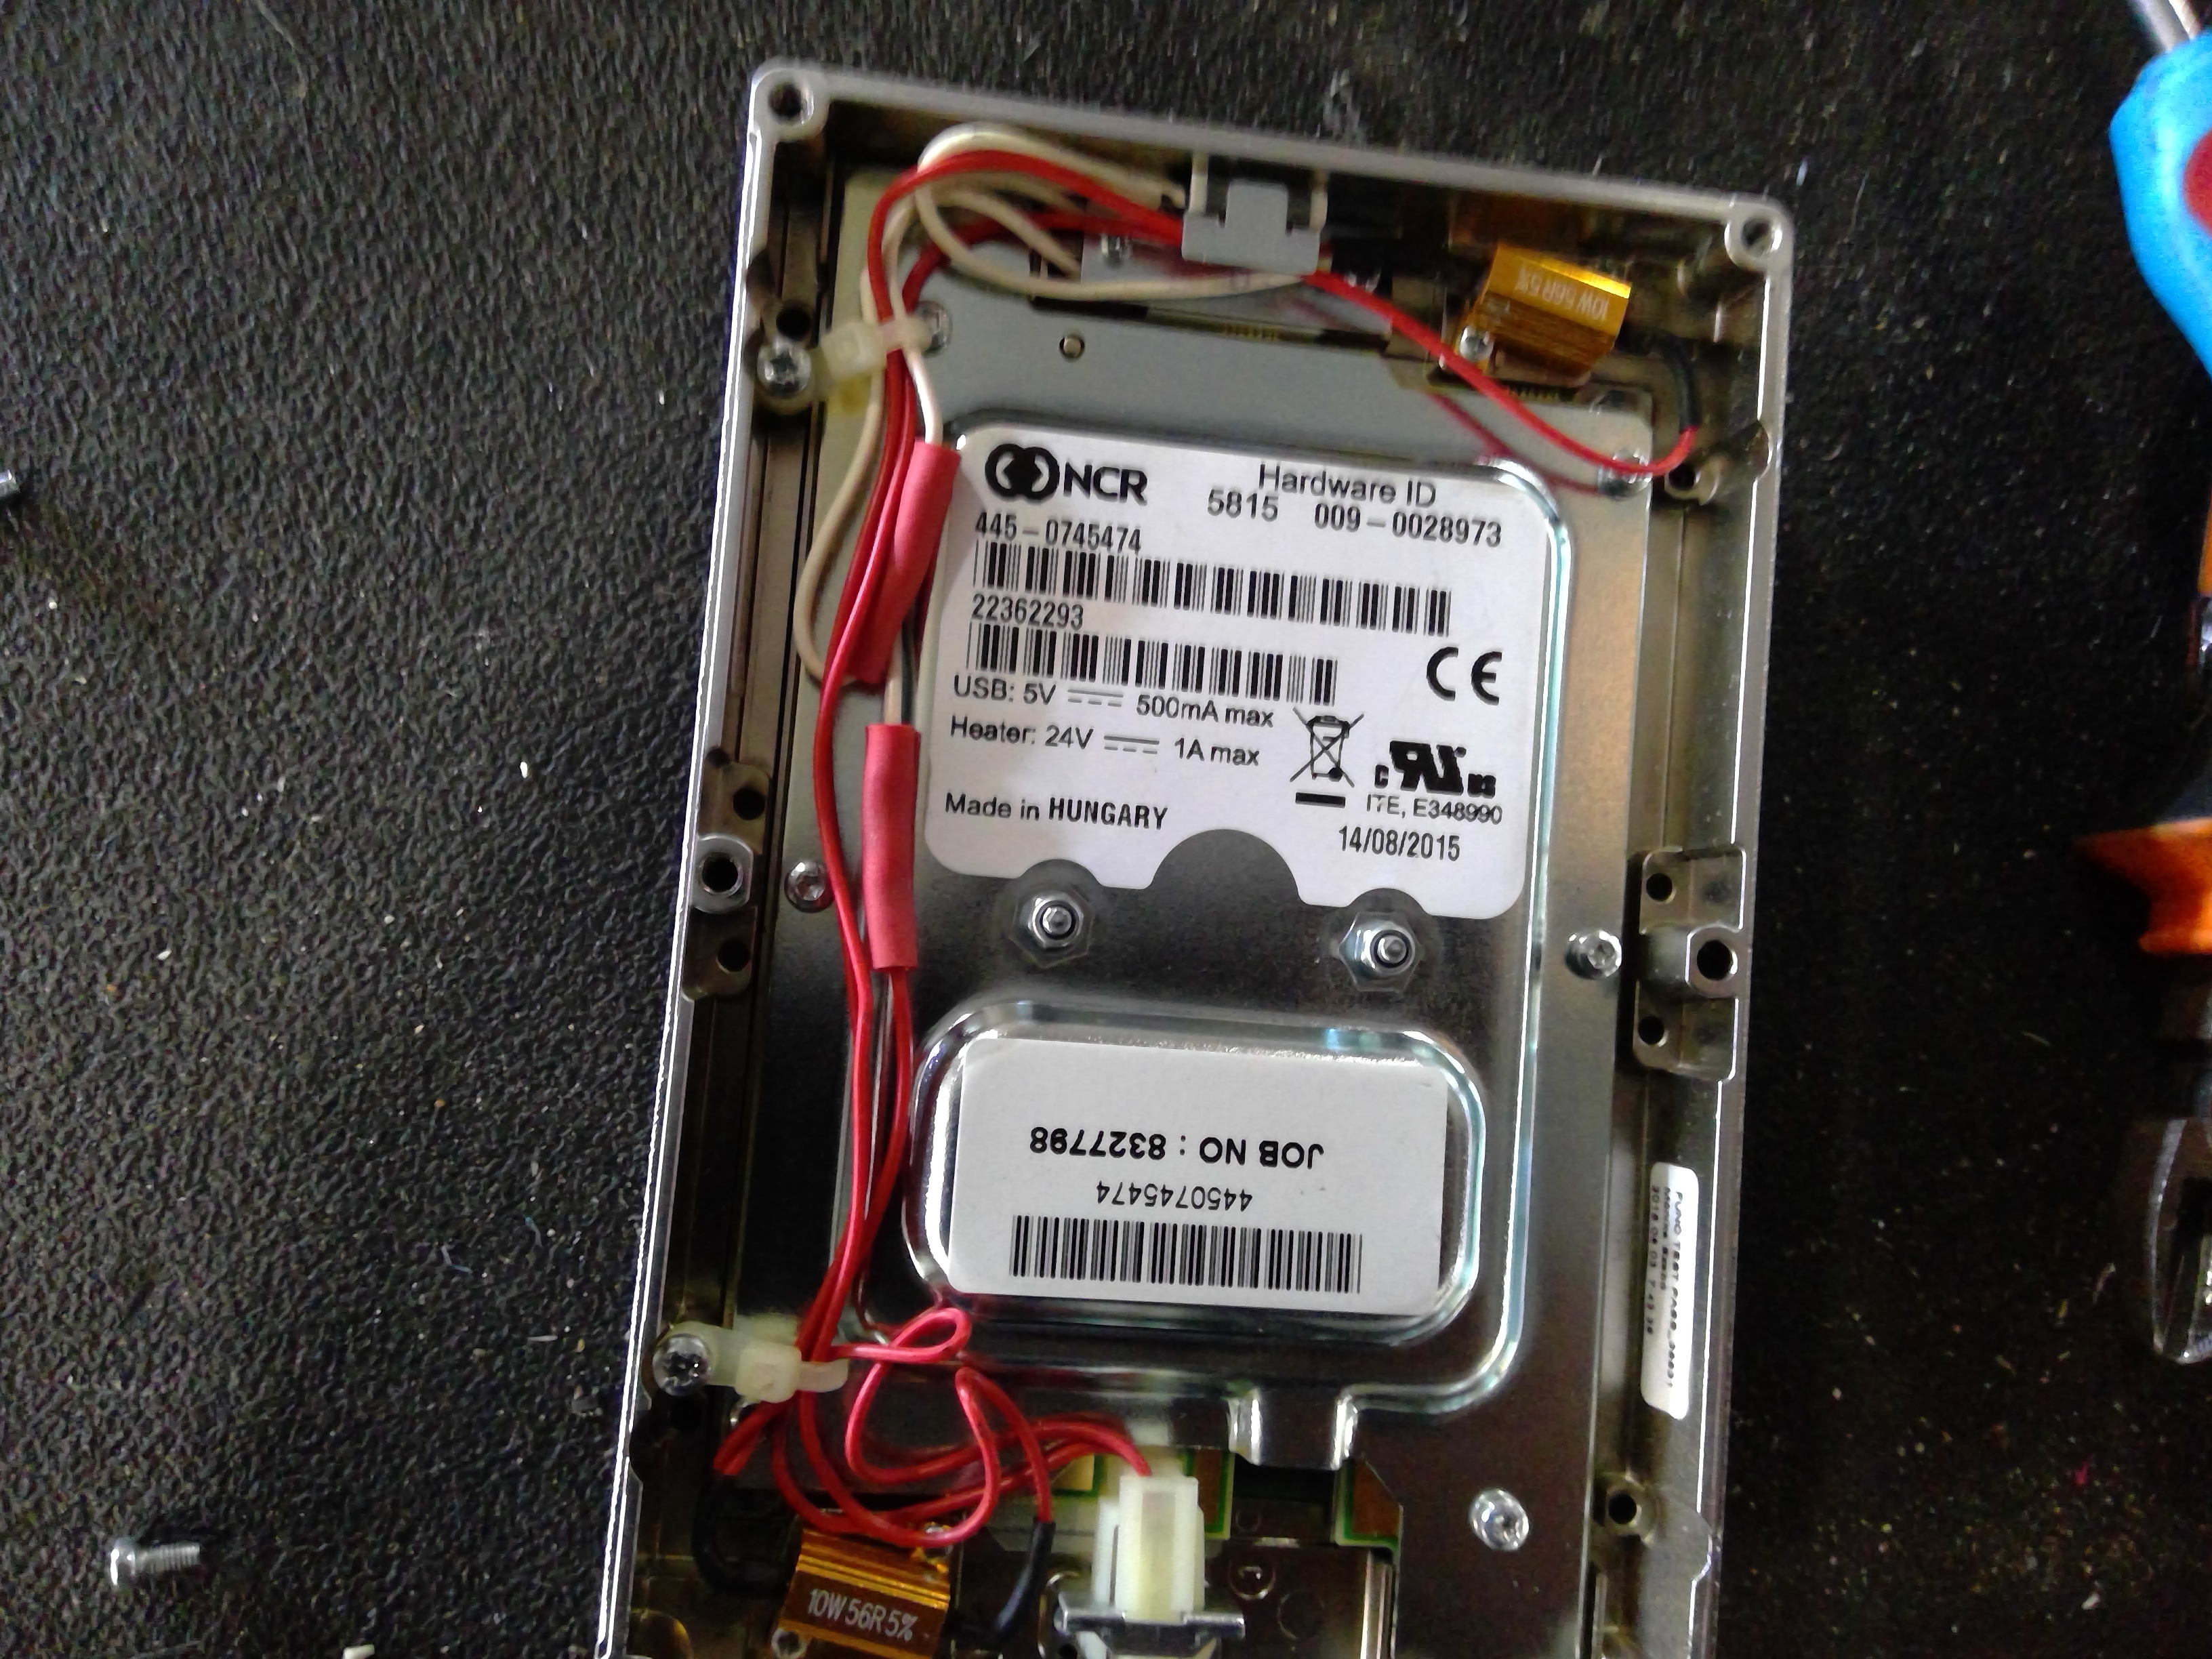 10W 56R 5%
NCR
Hardware ID
5815 009-0028973
445-0745474
22362293
USB: 5V 500mA max
Heater: 24V 1A max
CE
c us
ITE, E348990
Made in HUNGARY
14/08/2015
JOB NO : 8327798
4450745474
10W 56R 5%